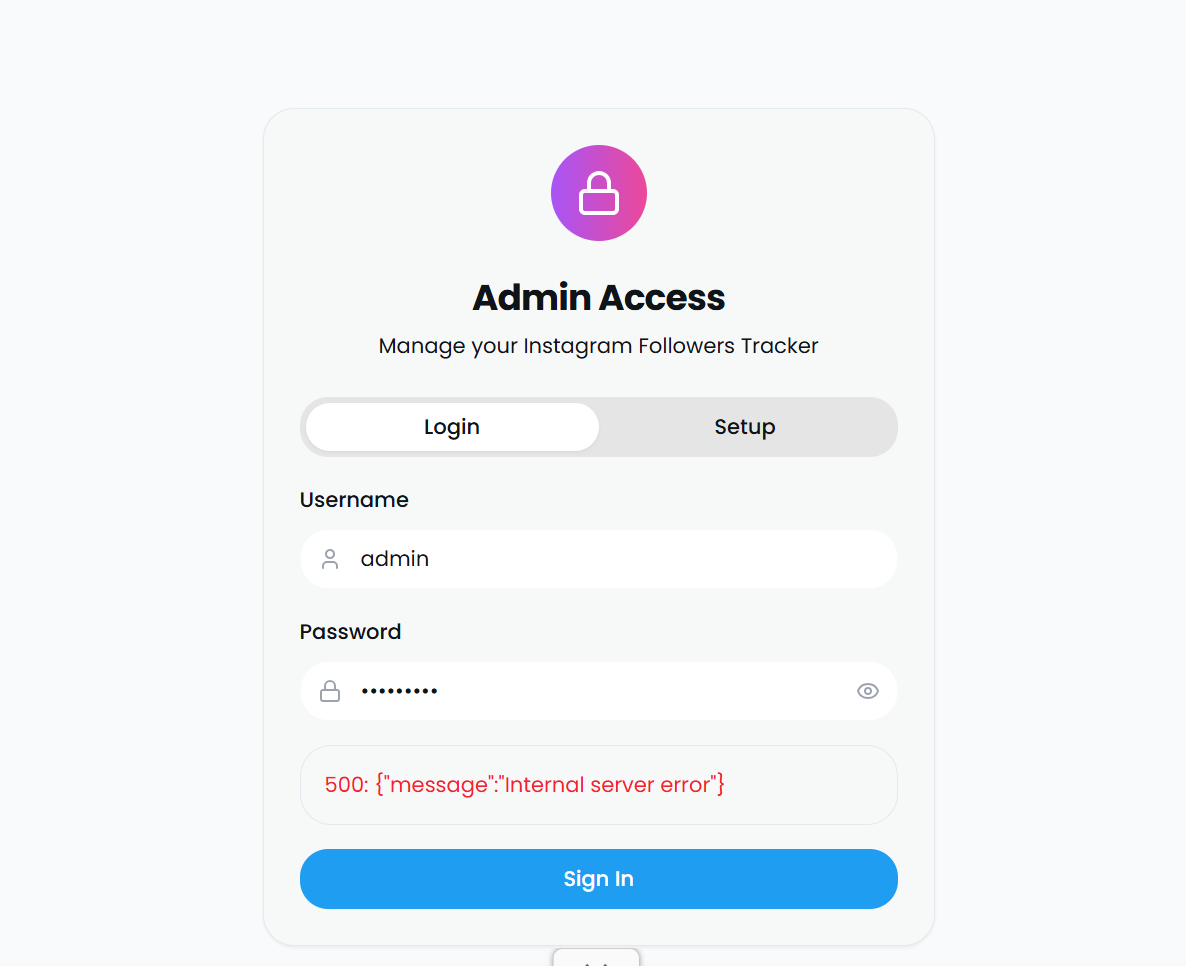 Admin Access
Manage your Instagram Followers Tracker
Login Setup
Username
admin
Password
•••••••••
500: {"message":"Internal server error"}
Sign In